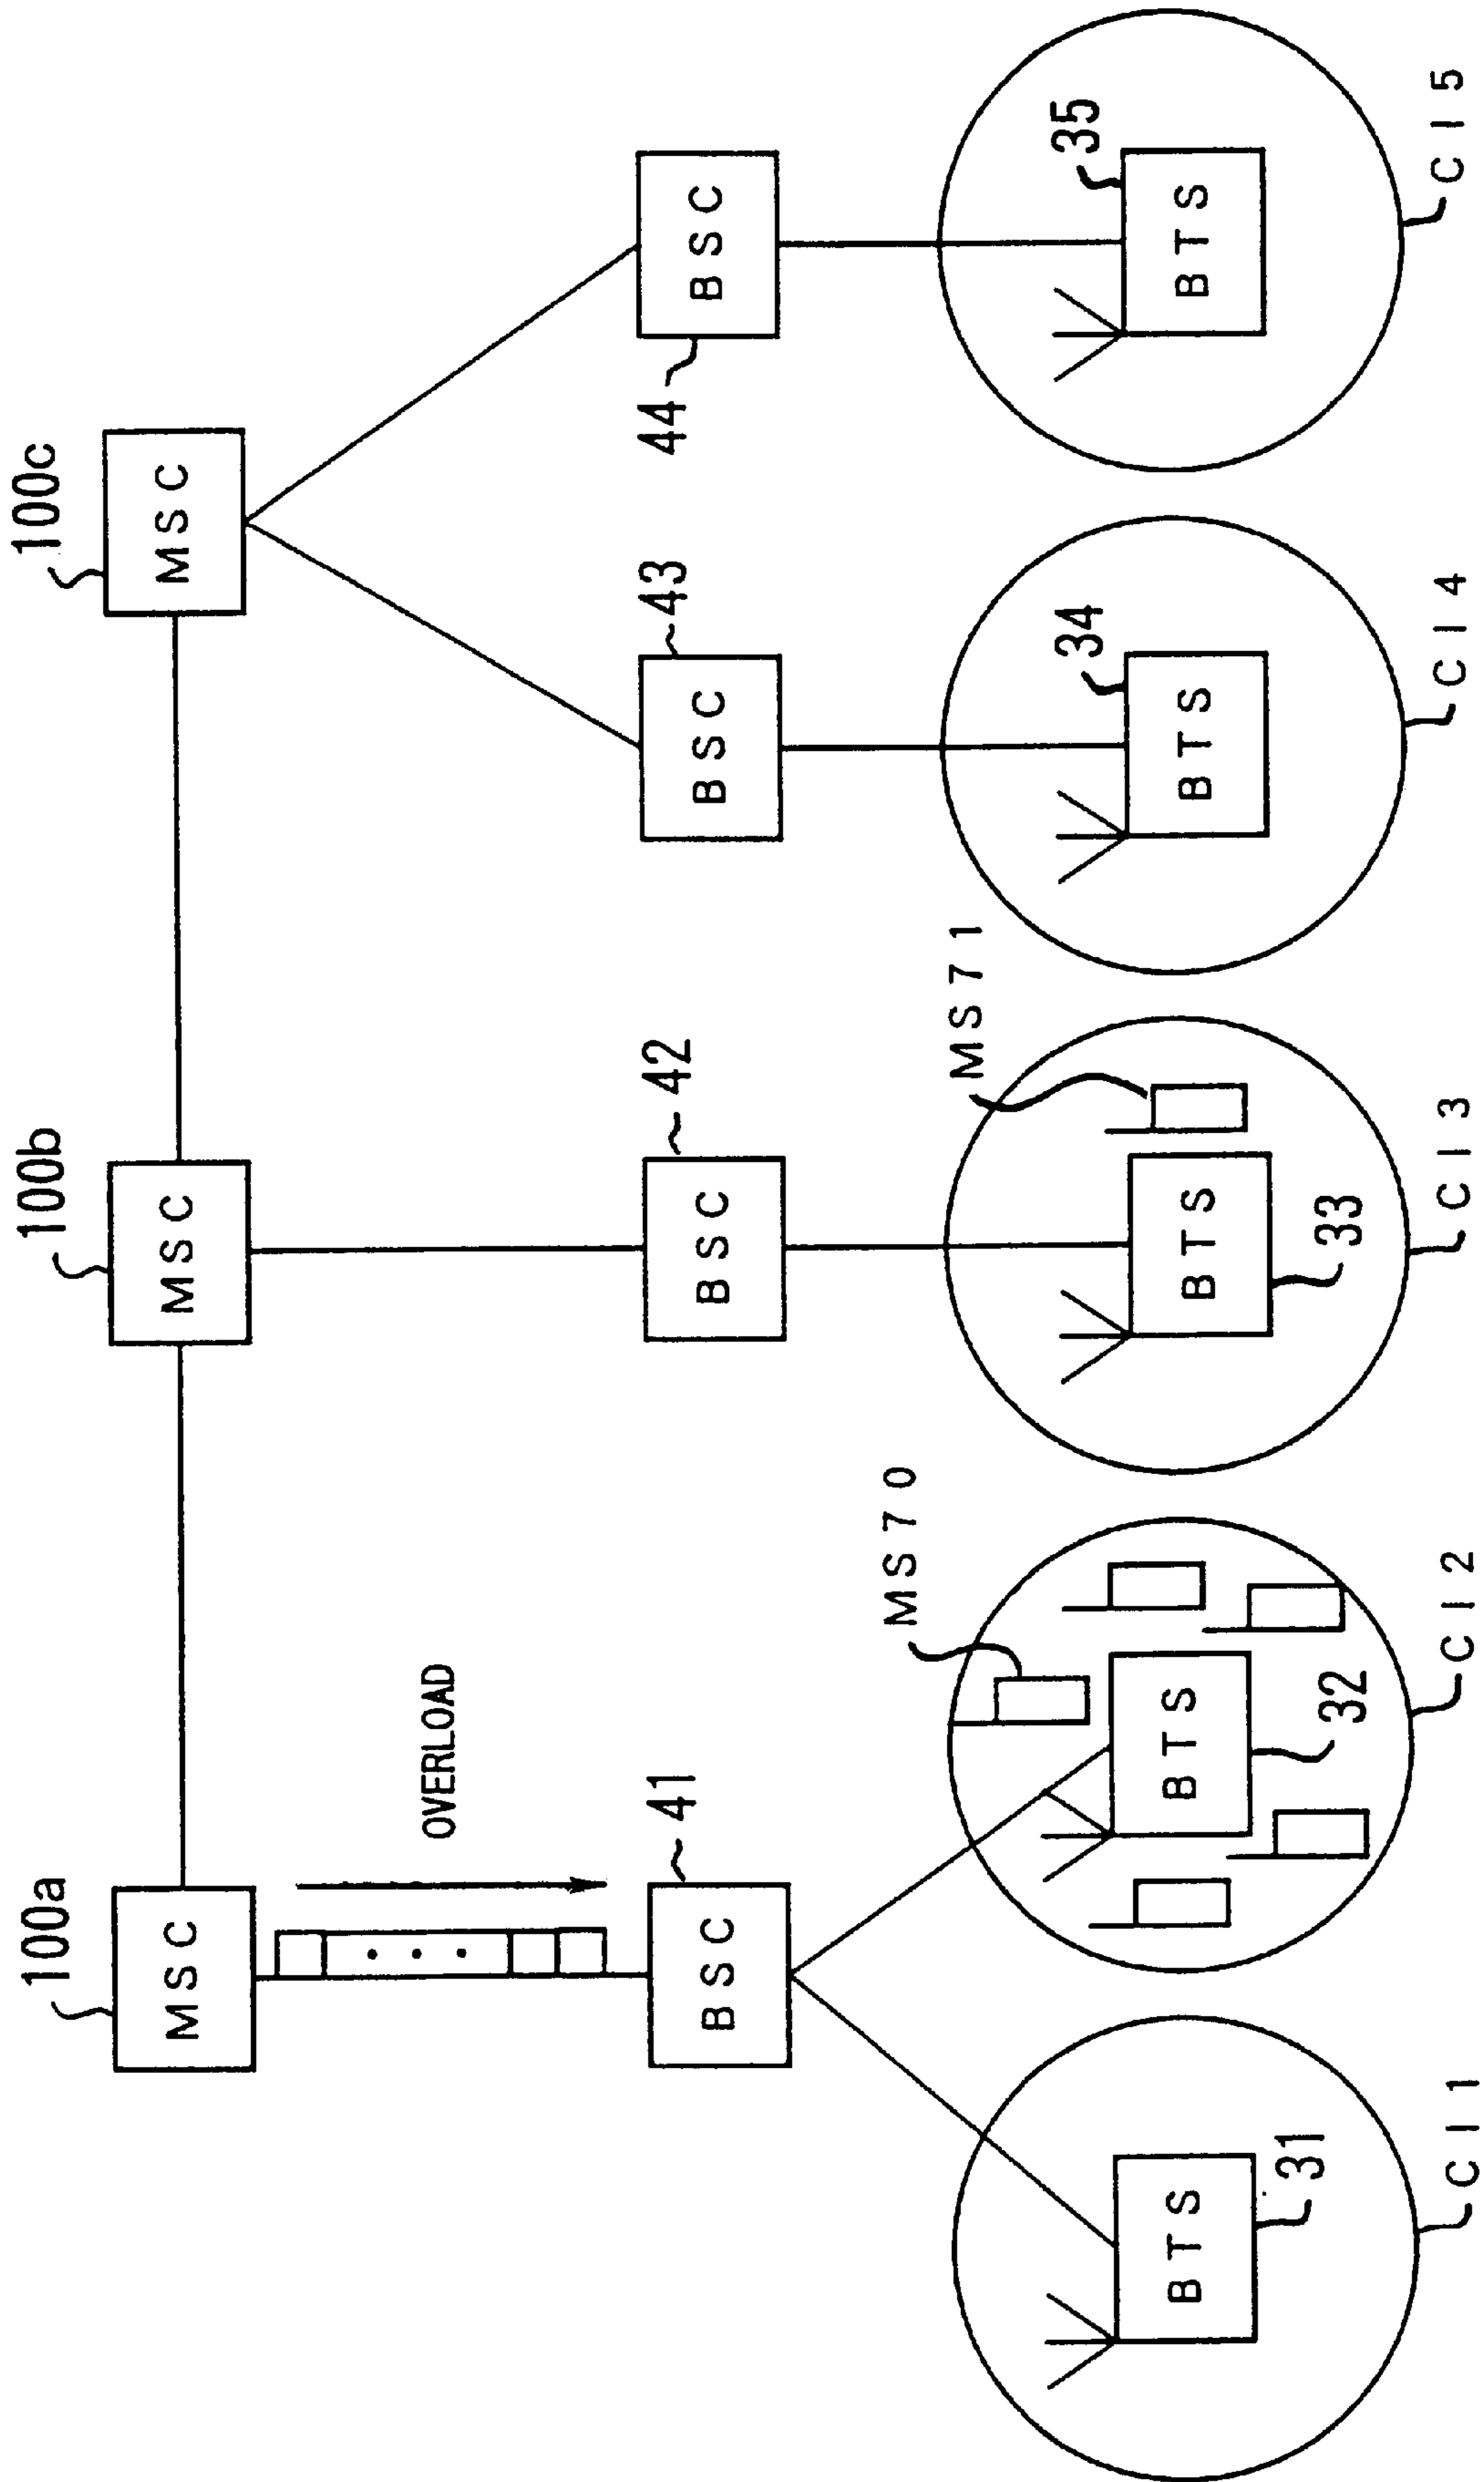 100a
100b
100c
MSC
MSC
MSC
OVERLOAD
41
42
43
44
BSC
BSC
BSC
BSC
MS70
MS71
34
35
BTS
BTS
BTS
BTS
BTS
31
32
33
CI1
CI2
CI3
CI4
CI5